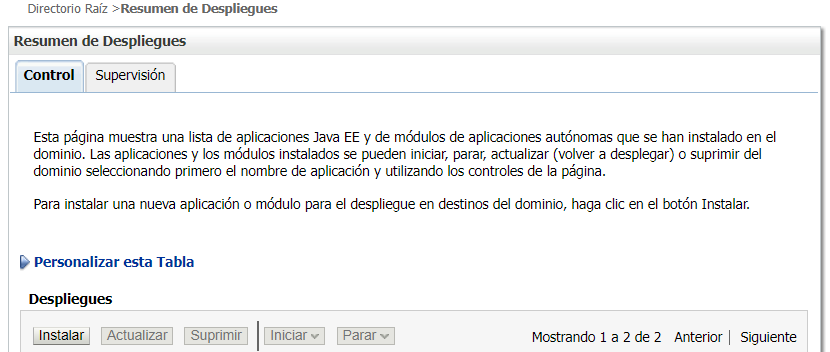 Directorio Raíz >Resumen de Despliegues
Resumen de Despliegues
Control Supervisión
Esta página muestra una lista de aplicaciones Java EE y de módulos de aplicaciones autónomas que se han instalado en el
dominio. Las aplicaciones y los módulos instalados se pueden iniciar, parar, actualizar (volver a desplegar) o suprimir del
dominio seleccionando primero el nombre de aplicación y utilizando los controles de la página.
Para instalar una nueva aplicación o módulo para el despliegue en destinos del dominio, haga clic en el botón Instalar.
Personalizar esta Tabla
Despliegues
Instalar Actualizar Suprimir Iniciar Parar Mostrando 1 a 2 de 2 Anterior | Siguiente